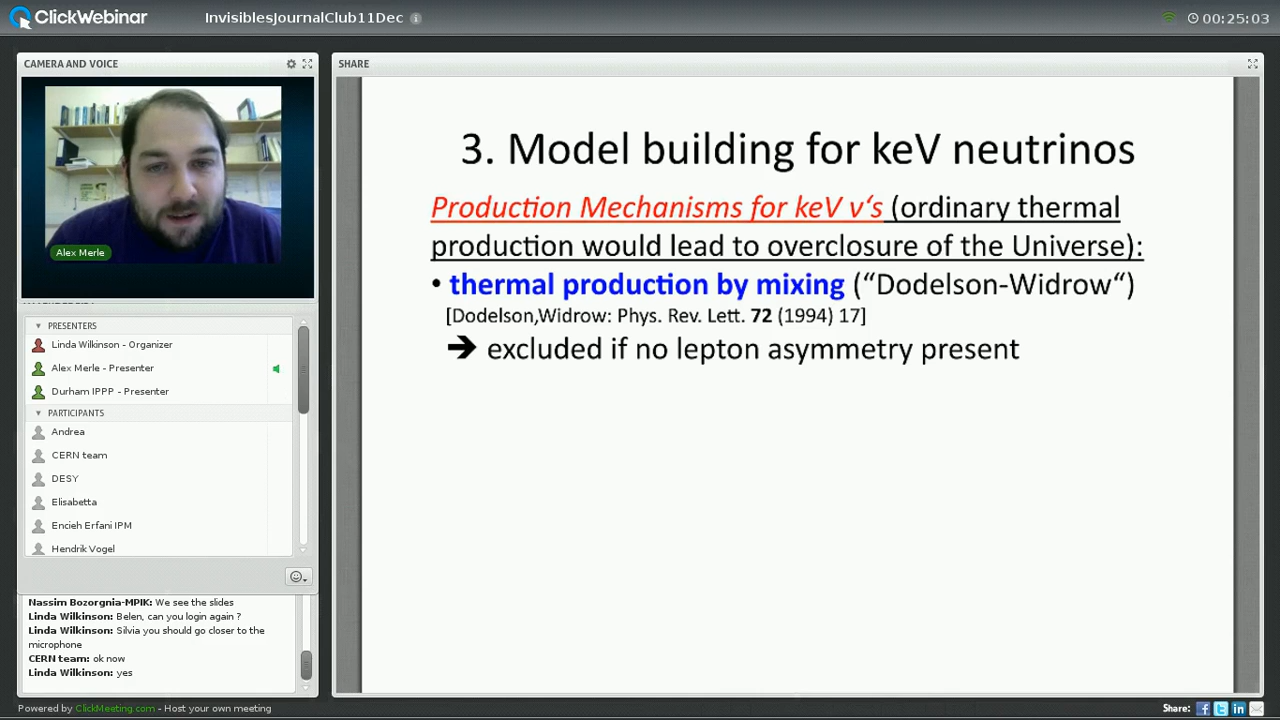 ClickWebinar
InvisiblesJournalClub11Dec
00:25:03
CAMERA AND VOICE
Alex Merle
PRESENTERS
Linda Wilkinson - Organizer
Alex Merle - Presenter
Durham IPPP - Presenter
PARTICIPANTS
Andrea
CERN team
DESY
Elisabetta
Encieh Erfani IPM
Hendrik Vogel
Nassim Bozorgnia-MPIK: We see the slides
Linda Wilkinson: Belen, can you login again ?
Linda Wilkinson: Silvia you should go closer to the
microphone
CERN team: ok now
Linda Wilkinson: yes
SHARE
3. Model building for keV neutrinos
Production Mechanisms for keV ν‘s (ordinary thermal
production would lead to overclosure of the Universe):
• thermal production by mixing (“Dodelson-Widrow“)
[Dodelson,Widrow: Phys. Rev. Lett. 72 (1994) 17]
➔ excluded if no lepton asymmetry present
Powered by ClickMeeting.com - Host your own meeting
Share: